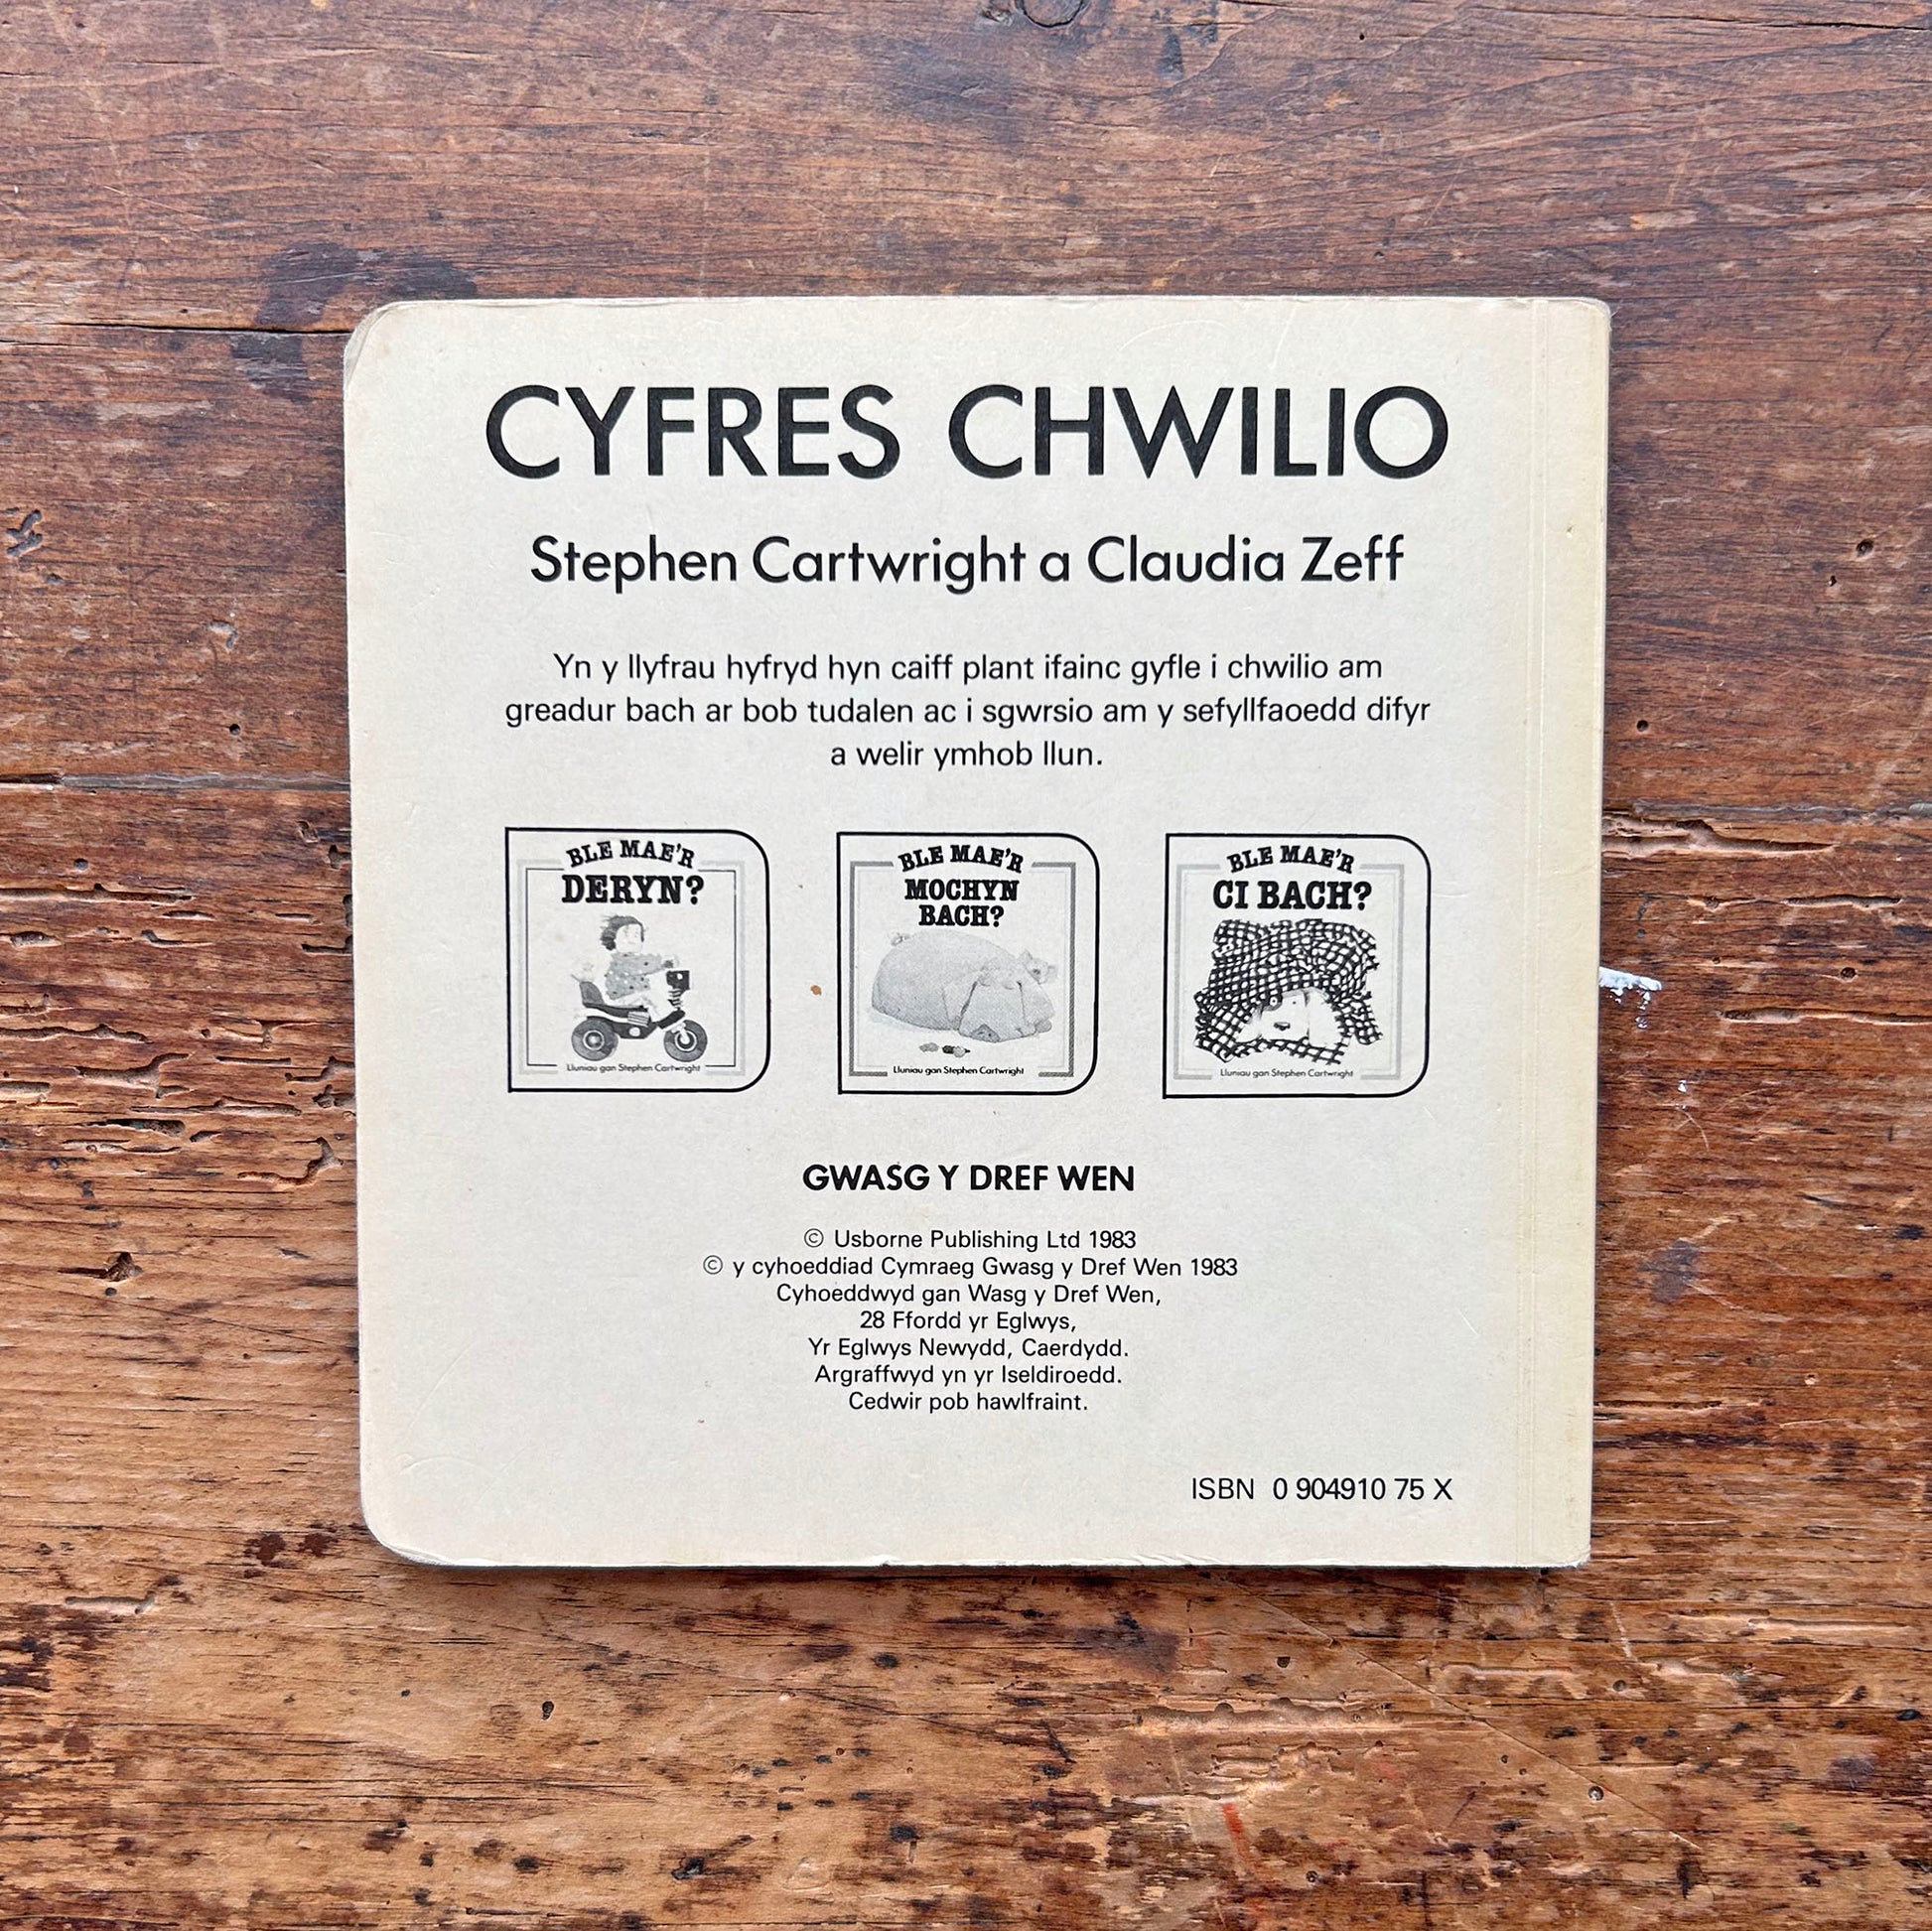 CYFRES CHWILIO
Stephen Cartwright a Claudia Zeff
Yn y llyfrau hyfryd hyn caiff plant ifainc gyfle i chwilio am
greadur bach ar bob tudalen ac i sgwrsio am y sefyllfaoedd difyr
a welir ymhob llun.
BLE MAE'R
DERYN?
Lluniau gan Stephen Cartwright
BLE MAE'R
MOCHYN
BACH?
Lluniau gan Stephen Cartwright
BLE MAE'R
CI BACH?
Lluniau gan Stephen Cartwright
GWASG Y DREF WEN
© Usborne Publishing Ltd 1983
© y cyhoeddiad Cymraeg Gwasg y Dref Wen 1983
Cyhoeddwyd gan Wasg y Dref Wen,
28 Ffordd yr Eglwys,
Yr Eglwys Newydd, Caerdydd.
Argraffwyd yn yr Iseldiroedd.
Cedwir pob hawlfraint.
ISBN 0 904910 75 X